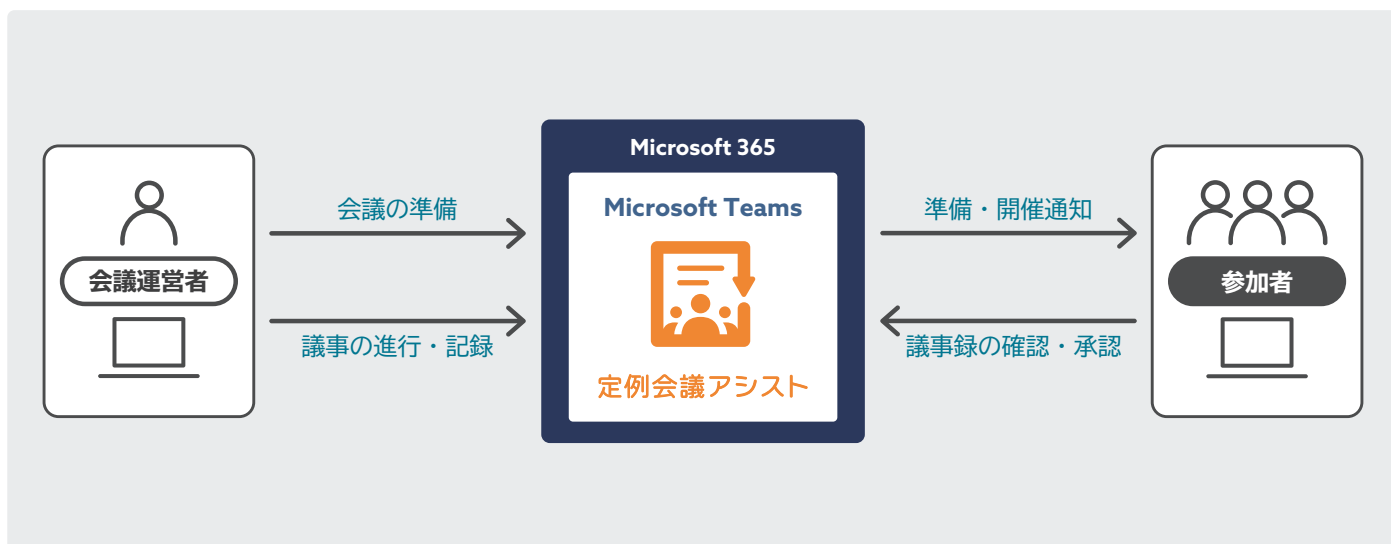 Microsoft 365
Microsoft Teams
会議の準備
準備・開催通知
会議運営者
参加者
議事の進行・記録
議事録の確認・承認
定例会議アシスト